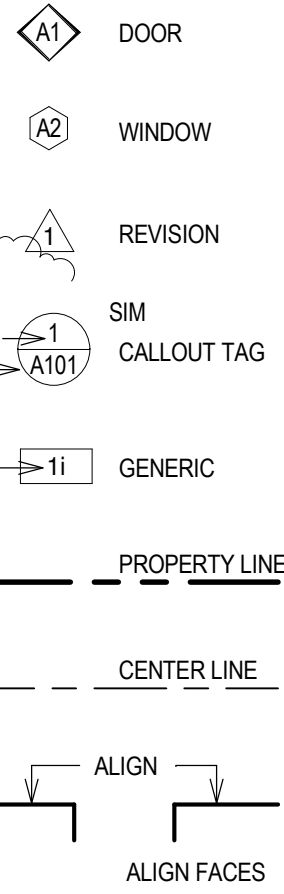 A1 DOOR
A2 WINDOW
1 REVISION
SIM
1
A101 CALLOUT TAG
1i GENERIC
PROPERTY LINE
CENTER LINE
ALIGN
ALIGN FACES